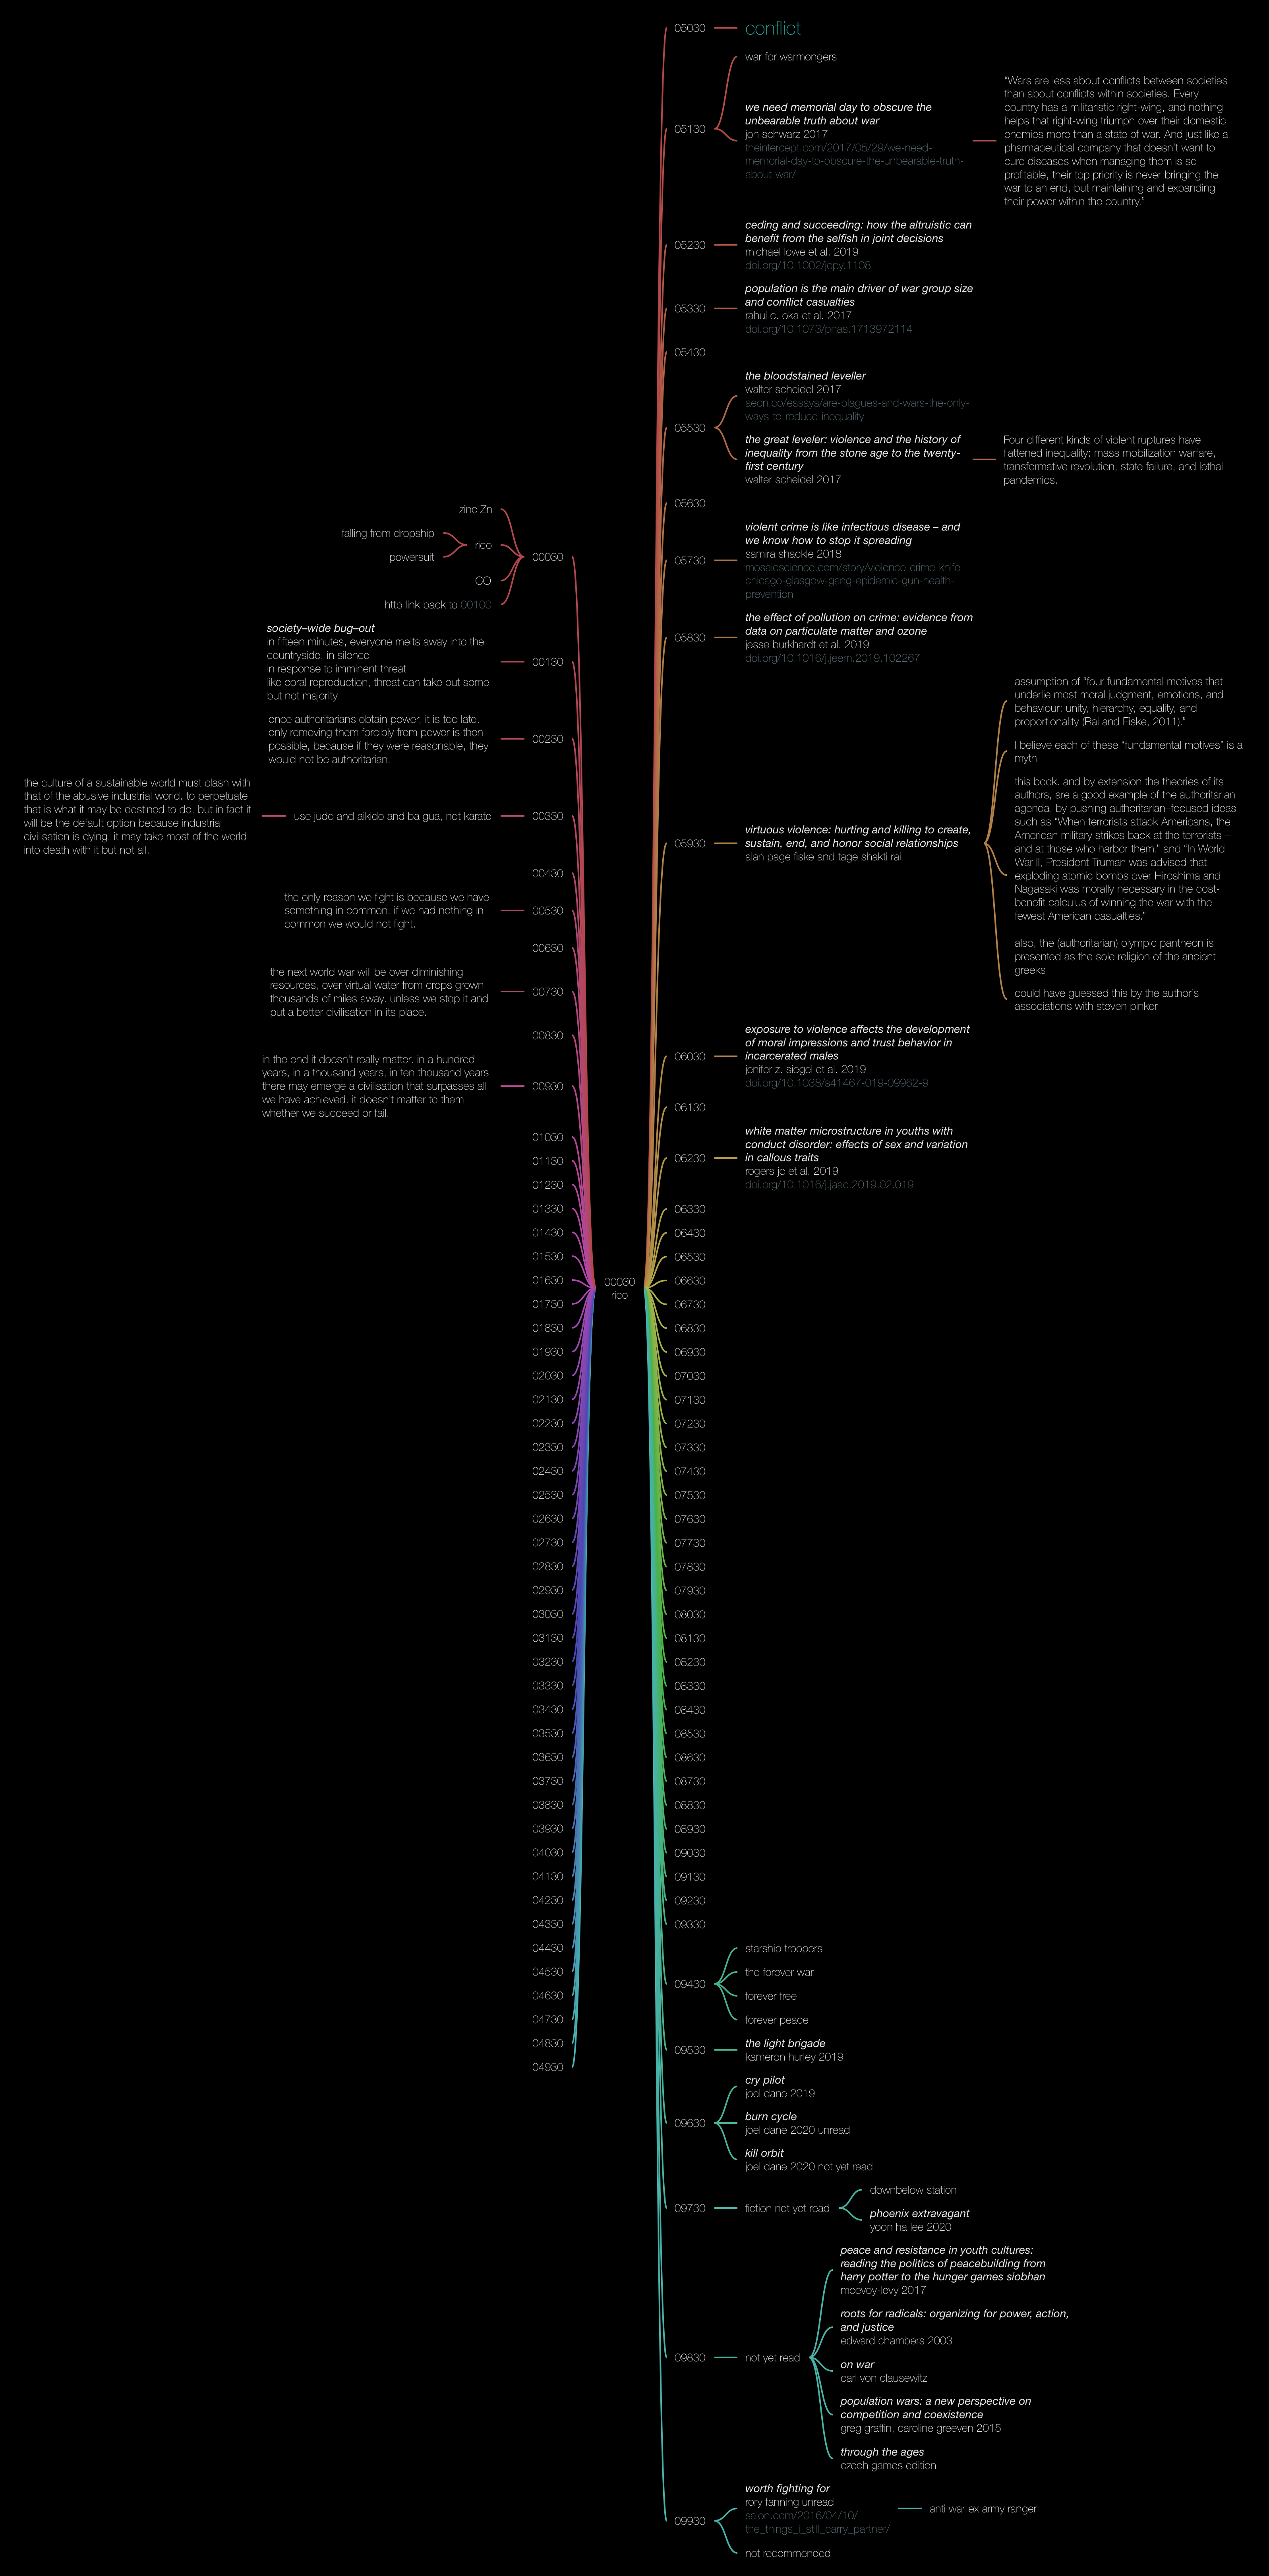 zinc Zn
falling from dropship
powersuit
rico
CO
http link back to 00100
00030
society–wide bug–out
in fifteen minutes, everyone melts away into the
countryside, in silence
in response to imminent threat
like coral reproduction, threat can take out some
but not majority
00130
once authoritarians obtain power, it is too late.
only removing them forcibly from power is then
possible, because if they were reasonable, they
would not be authoritarian.
00230
the culture of a sustainable world must clash with
that of the abusive industrial world. to perpetuate
that is what it may be destined to do. but in fact it
will be the default option because industrial
civilisation is dying. it may take most of the world
into death with it but not all.
use judo and aikido and ba gua, not karate
00330
00430
the only reason we fight is because we have
something in common. if we had nothing in
common we would not fight.
00530
00630
the next world war will be over diminishing
resources, over virtual water from crops grown
thousands of miles away. unless we stop it and
put a better civilisation in its place.
00730
00830
in the end it doesn't really matter. in a hundred
years, in a thousand years, in ten thousand years
there may emerge a civilisation that surpasses all
we have achieved. it doesn't matter to them
whether we succeed or fail.
00930
01030
01130
01230
01330
01430
01530
01630
01730
01830
01930
02030
02130
02230
02330
02430
02530
02630
02730
02830
02930
03030
03130
03230
03330
03430
03530
03630
03730
03830
03930
04030
04130
04230
04330
04430
04530
04630
04730
04830
04930
00030
rico
05030
conflict
05130
war for warmongers
we need memorial day to obscure the
unbearable truth about war
jon schwarz 2017
theintercept.com/2017/05/29/we-need-
memorial-day-to-obscure-the-unbearable-truth-
about-war/
“Wars are less about conflicts between societies
than about conflicts within societies. Every
country has a militaristic right-wing, and nothing
helps that right-wing triumph over their domestic
enemies more than a state of war. And just like a
pharmaceutical company that doesn't want to
cure diseases when managing them is so
profitable, their top priority is never bringing the
war to an end, but maintaining and expanding
their power within the country.”
05230
ceding and succeeding: how the altruistic can
benefit from the selfish in joint decisions
michael lowe et al. 2019
doi.org/10.1002/jcpy.1108
05330
population is the main driver of war group size
and conflict casualties
rahul c. oka et al. 2017
doi.org/10.1073/pnas.1713972114
05430
05530
the bloodstained leveller
walter scheidel 2017
aeon.co/essays/are-plagues-and-wars-the-only-
ways-to-reduce-inequality
the great leveler: violence and the history of
inequality from the stone age to the twenty-
first century
walter scheidel 2017
Four different kinds of violent ruptures have
flattened inequality: mass mobilization warfare,
transformative revolution, state failure, and lethal
pandemics.
05630
05730
violent crime is like infectious disease – and
we know how to stop it spreading
samira shackle 2018
mosaicscience.com/story/violence-crime-knife-
chicago-glasgow-gang-epidemic-gun-health-
prevention
05830
the effect of pollution on crime: evidence from
data on particulate matter and ozone
jesse burkhardt et al. 2019
doi.org/10.1016/j.jeem.2019.102267
05930
virtuous violence: hurting and killing to create,
sustain, end, and honor social relationships
alan page fiske and tage shakti rai
assumption of “four fundamental motives that
underlie most moral judgment, emotions, and
behaviour: unity, hierarchy, equality, and
proportionality (Rai and Fiske, 2011).”
I believe each of these “fundamental motives” is a
myth
this book. and by extension the theories of its
authors, are a good example of the authoritarian
agenda, by pushing authoritarian–focused ideas
such as “When terrorists attack Americans, the
American military strikes back at the terrorists –
and at those who harbor them.” and “In World
War II, President Truman was advised that
exploding atomic bombs over Hiroshima and
Nagasaki was morally necessary in the cost-
benefit calculus of winning the war with the
fewest American casualties.”
also, the (authoritarian) olympic pantheon is
presented as the sole religion of the ancient
greeks
could have guessed this by the author's
associations with steven pinker
06030
exposure to violence affects the development
of moral impressions and trust behavior in
incarcerated males
jenifer z. siegel et al. 2019
doi.org/10.1038/s41467-019-09962-9
06130
06230
white matter microstructure in youths with
conduct disorder: effects of sex and variation
in callous traits
rogers jc et al. 2019
doi.org/10.1016/j.jaac.2019.02.019
06330
06430
06530
06630
06730
06830
06930
07030
07130
07230
07330
07430
07530
07630
07730
07830
07930
08030
08130
08230
08330
08430
08530
08630
08730
08830
08930
09030
09130
09230
09330
09430
starship troopers
the forever war
forever free
forever peace
09530
the light brigade
kameron hurley 2019
09630
cry pilot
joel dane 2019
burn cycle
joel dane 2020 unread
kill orbit
joel dane 2020 not yet read
09730
fiction not yet read
downbelow station
phoenix extravagant
yoon ha lee 2020
09830
not yet read
peace and resistance in youth cultures:
reading the politics of peacebuilding from
harry potter to the hunger games siobhan
mcevoy-levy 2017
roots for radicals: organizing for power, action,
and justice
edward chambers 2003
on war
carl von clausewitz
population wars: a new perspective on
competition and coexistence
greg graffin, caroline greeven 2015
through the ages
czech games edition
09930
worth fighting for
rory fanning unread
salon.com/2016/04/10/
the_things_i_still_carry_partner/
anti war ex army ranger
not recommended